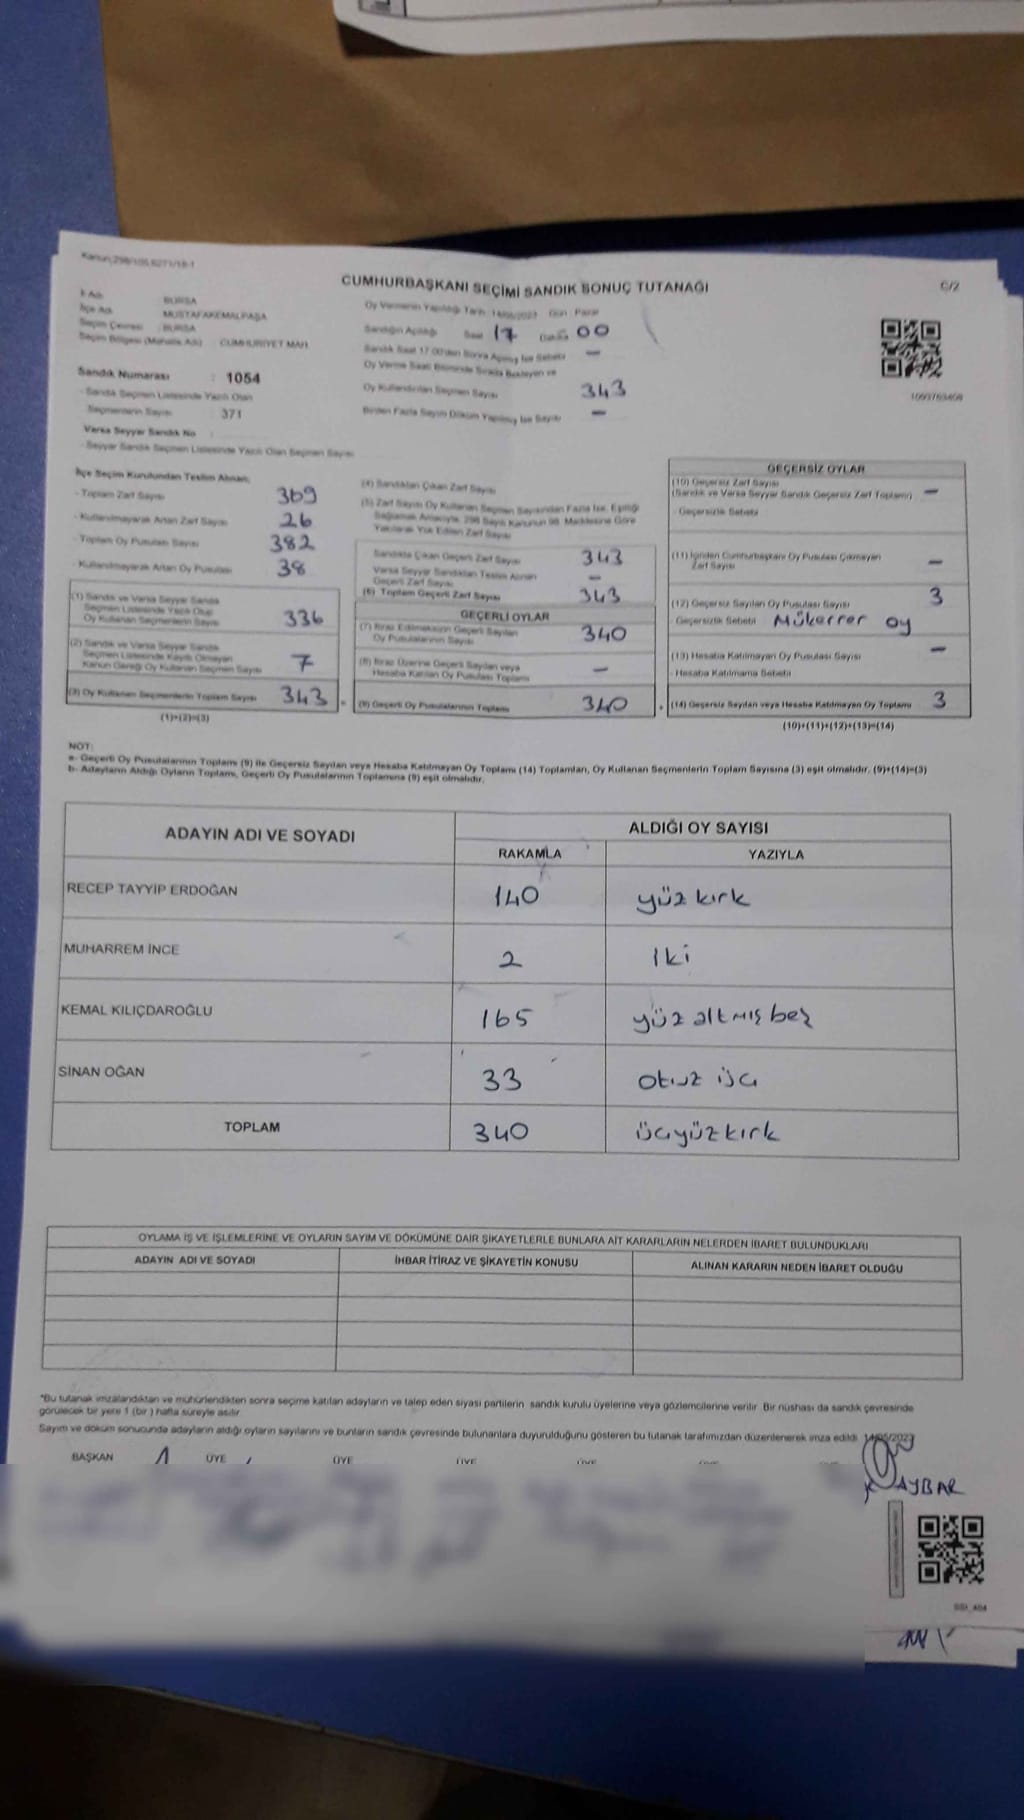 Kanun:298/105,6271/18-1
CUMHURBAŞKANI SEÇİMİ SANDIK SONUÇ TUTANAĞI
C/2
İl Adı : BURSA
İlçe Adı : MUSTAFAKEMALPAŞA
Seçim Çevresi : BURSA
Seçim Bölgesi (Mahalle Adı) : CUMHURİYET MAH.
Sandık Numarası : 1054
- Sandık Seçmen Listesinde Yazılı Olan
Seçmenlerin Sayısı : 371
Varsa Seyyar Sandık No :
- Seyyar Sandık Seçmen Listesinde Yazılı Olan Seçmen Sayısı
Oy Vermenin Yapıldığı Tarih: 14/05/2023 Gün: Pazar
Sandığın Açıldığı Saat 17 Dakika 00
Sandık Saat 17.00'den Sonra Açılmış İse Sebebi —
Oy Verme Saati Bitiminde Sırada Bekleyen ve
Oy Kullandırılan Seçmen Sayısı 343
Birden Fazla Sayım Döküm Yapılmış İse Sayısı —
İlçe Seçim Kurulundan Teslim Alınan;
- Toplam Zarf Sayısı 369
- Kullanılmayarak Artan Zarf Sayısı 26
- Toplam Oy Pusulası Sayısı 382
- Kullanılmayarak Artan Oy Pusulası 38
(1) Sandık ve Varsa Seyyar Sandık
Seçmen Listesinde Yazılı Olup
Oy Kullanan Seçmenlerin Sayısı 336
(2) Sandık ve Varsa Seyyar Sandık
Seçmen Listesinde Kayıtlı Olmayan
Kanun Gereği Oy Kullanan Seçmen Sayısı 7
(3) Oy Kullanan Seçmenlerin Toplam Sayısı 343
(1)+(2)=(3)
(4) Sandıktan Çıkan Zarf Sayısı
(5) Zarf Sayısı Oy Kullanan Seçmen Sayısından Fazla İse, Eşitliği
Sağlamak Amacıyla, 298 Sayılı Kanunun 98. Maddesine Göre
Yakılarak Yok Edilen Zarf Sayısı
Sandıkta Çıkan Geçerli Zarf Sayısı 343
Varsa Seyyar Sandıktan Teslim Alınan
Geçerli Zarf Sayısı —
(6) Toplam Geçerli Zarf Sayısı 343
GEÇERLİ OYLAR
(7) İtiraz Edilmeksizin Geçerli Sayılan
Oy Pusulalarının Sayısı 340
(8) İtiraz Üzerine Geçerli Sayılan veya
Hesaba Katılan Oy Pusulası Toplamı —
= (9) Geçerli Oy Pusulalarının Toplamı 340
GEÇERSİZ OYLAR
(10) Geçersiz Zarf Sayısı
(Sandık ve Varsa Seyyar Sandık Geçersiz Zarf Toplamı) —
- Geçersizlik Sebebi
(11) İçinden Cumhurbaşkanı Oy Pusulası Çıkmayan
Zarf Sayısı —
(12) Geçersiz Sayılan Oy Pusulası Sayısı 3
- Geçersizlik Sebebi Mükerrer oy
(13) Hesaba Katılmayan Oy Pusulası Sayısı —
- Hesaba Katılmama Sebebi
+ (14) Geçersiz Sayılan veya Hesaba Katılmayan Oy Toplamı 3
(10)+(11)+(12)+(13)=(14)
NOT:
a- Geçerli Oy Pusulalarının Toplamı (9) ile Geçersiz Sayılan veya Hesaba Katılmayan Oy Toplamı (14) Toplamları, Oy Kullanan Seçmenlerin Toplam Sayısına (3) eşit olmalıdır. (9)+(14)=(3)
b- Adayların Aldığı Oyların Toplamı, Geçerli Oy Pusulalarının Toplamına (9) eşit olmalıdır.
ADAYIN ADI VE SOYADI
ALDIĞI OY SAYISI
RAKAMLA YAZIYLA
RECEP TAYYİP ERDOĞAN 140 yüz kırk
MUHARREM İNCE 2 İki
KEMAL KILIÇDAROĞLU 165 yüz altmış beş
SİNAN OĞAN 33 otuz üç
TOPLAM 340 üçyüzkırk
OYLAMA İŞ VE İŞLEMLERİNE VE OYLARIN SAYIM VE DÖKÜMÜNE DAİR ŞİKAYETLERLE BUNLARA AİT KARARLARIN NELERDEN İBARET BULUNDUKLARI
ADAYIN ADI VE SOYADI İHBAR İTİRAZ VE ŞİKAYETİN KONUSU ALINAN KARARIN NEDEN İBARET OLDUĞU
*Bu tutanak imzalandıktan ve mühürlendikten sonra seçime katılan adayların ve talep eden siyasi partilerin sandık kurulu üyelerine veya gözlemcilerine verilir. Bir nüshası da sandık çevresinde
görülecek bir yere 1 (bir) hafta süreyle asılır.
Sayım ve döküm sonucunda adayların aldığı oyların sayılarını ve bunların sandık çevresinde bulunanlara duyurulduğunu gösteren bu tutanak tarafımızdan düzenlenerek imza edildi. 14/05/2023
BAŞKAN ÜYE ÜYE ÜYE ÜYE
AYBAR